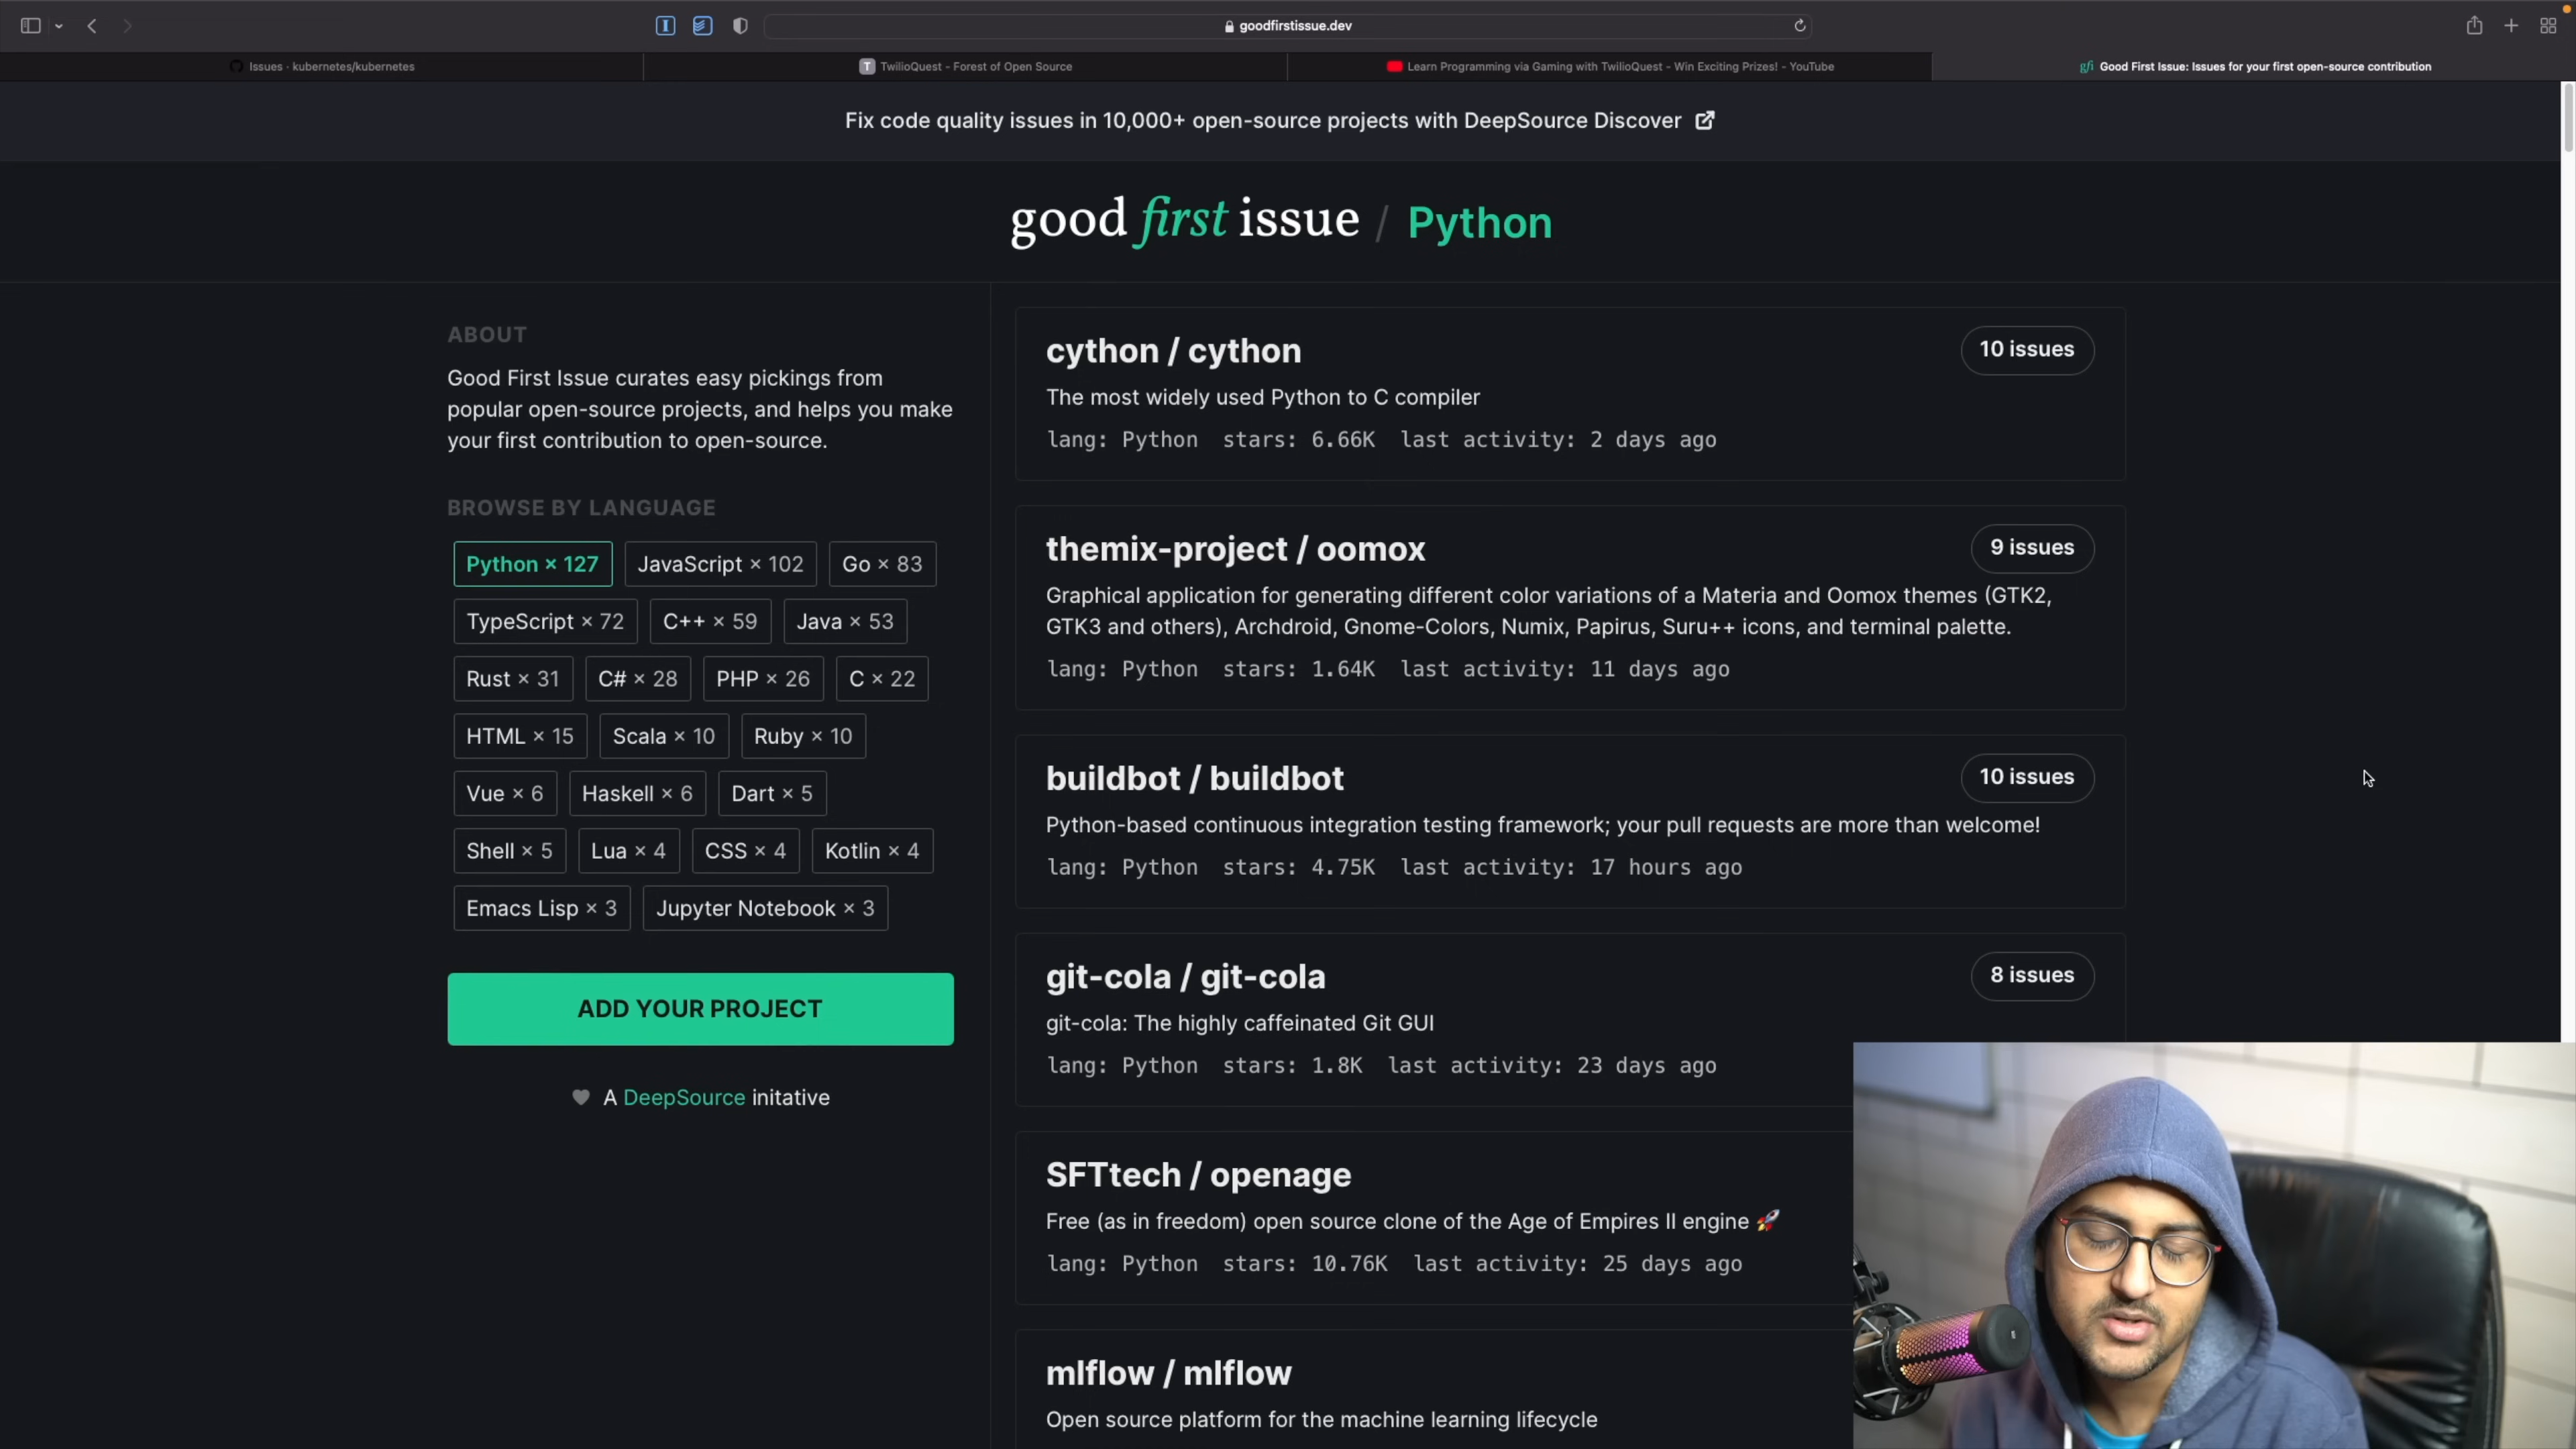 goodfirstissue.dev
Issues · kubernetes/kubernetes
T TwilioQuest - Forest of Open Source
Learn Programming via Gaming with TwilioQuest - Win Exciting Prizes! - YouTube
gfi Good First Issue: Issues for your first open-source contribution
Fix code quality issues in 10,000+ open-source projects with DeepSource Discover
good first issue / Python
ABOUT
Good First Issue curates easy pickings from
popular open-source projects, and helps you make
your first contribution to open-source.
BROWSE BY LANGUAGE
Python × 127 JavaScript × 102 Go × 83
TypeScript × 72 C++ × 59 Java × 53
Rust × 31 C# × 28 PHP × 26 C × 22
HTML × 15 Scala × 10 Ruby × 10
Vue × 6 Haskell × 6 Dart × 5
Shell × 5 Lua × 4 CSS × 4 Kotlin × 4
Emacs Lisp × 3 Jupyter Notebook × 3
ADD YOUR PROJECT
A DeepSource initative
cython / cython
10 issues
The most widely used Python to C compiler
lang: Python stars: 6.66K last activity: 2 days ago
themix-project / oomox
9 issues
Graphical application for generating different color variations of a Materia and Oomox themes (GTK2,
GTK3 and others), Archdroid, Gnome-Colors, Numix, Papirus, Suru++ icons, and terminal palette.
lang: Python stars: 1.64K last activity: 11 days ago
buildbot / buildbot
10 issues
Python-based continuous integration testing framework; your pull requests are more than welcome!
lang: Python stars: 4.75K last activity: 17 hours ago
git-cola / git-cola
8 issues
git-cola: The highly caffeinated Git GUI
lang: Python stars: 1.8K last activity: 23 days ago
SFTtech / openage
Free (as in freedom) open source clone of the Age of Empires II engine 🚀
lang: Python stars: 10.76K last activity: 25 days ago
mlflow / mlflow
Open source platform for the machine learning lifecycle